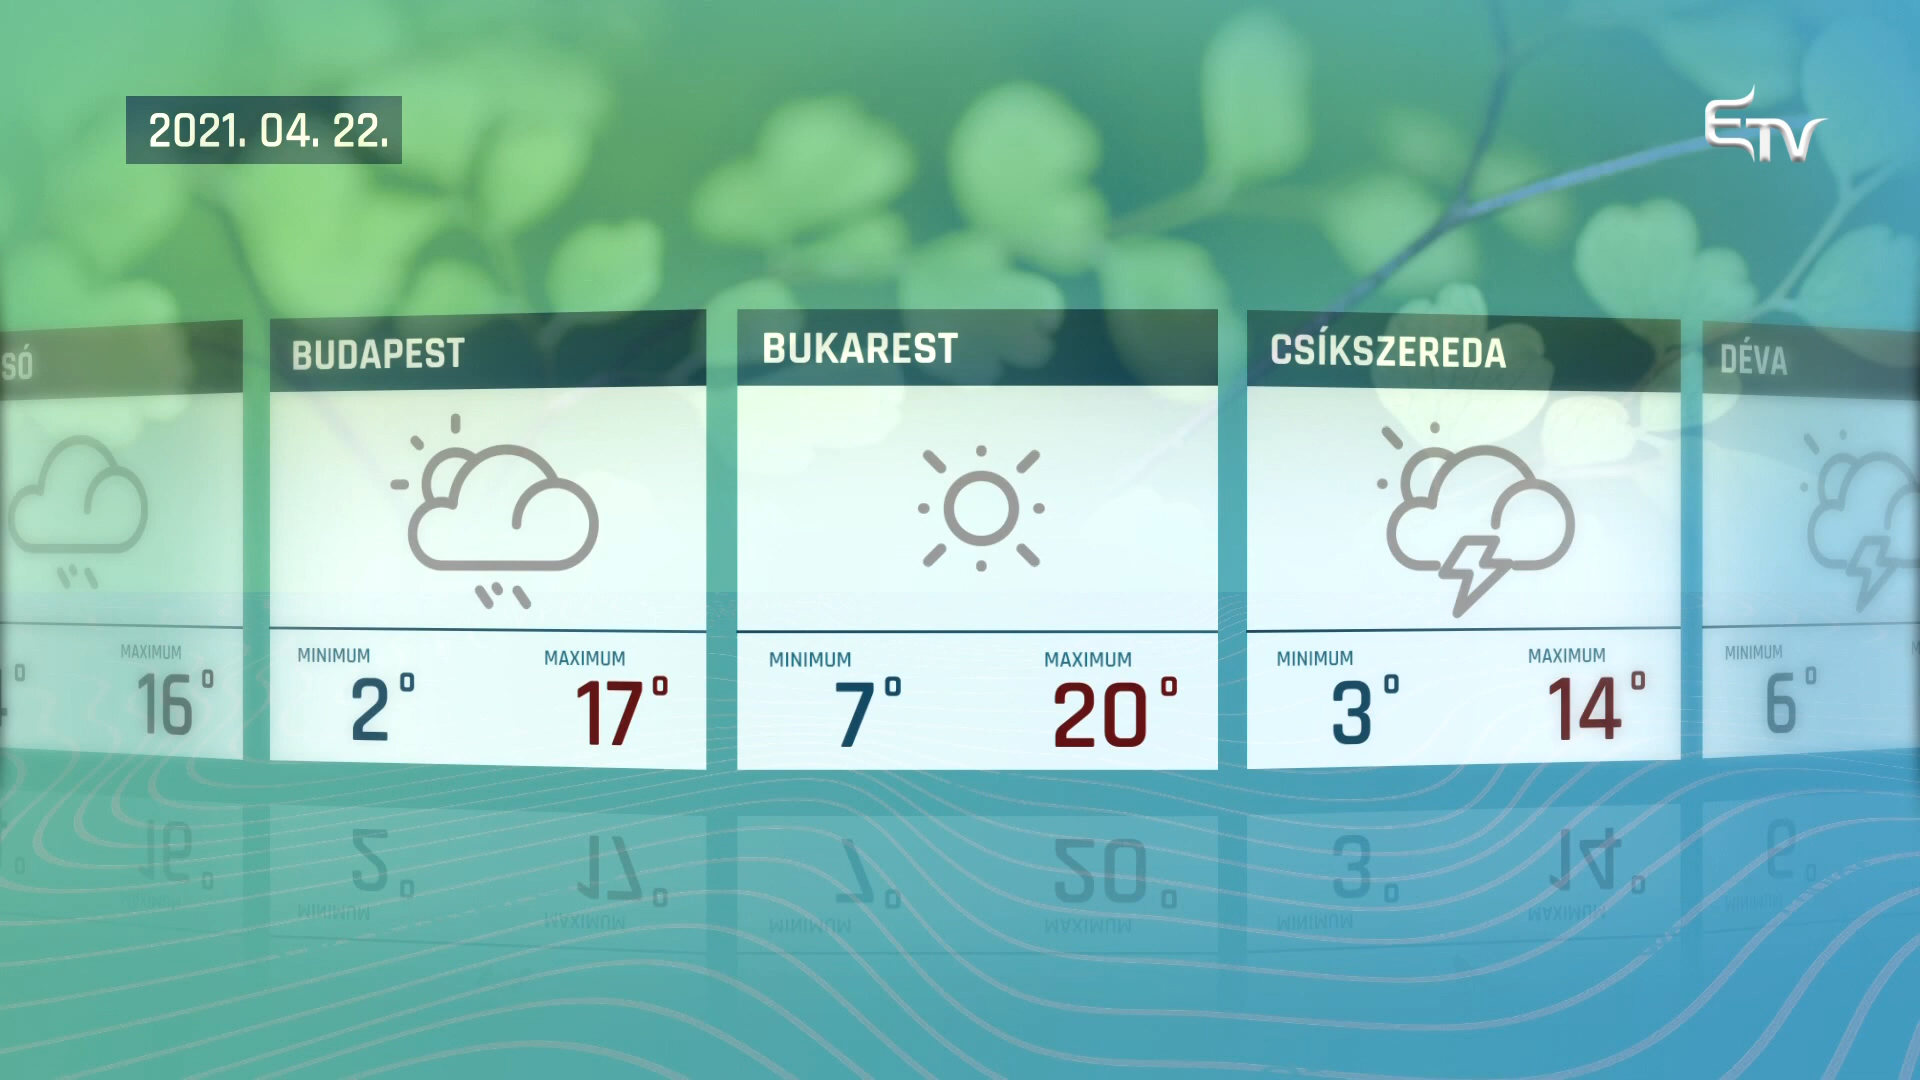 2021. 04. 22.
ETV
SÓ
MAXIMUM
16°
BUDAPEST
MINIMUM
2°
MAXIMUM
17°
BUKAREST
MINIMUM
7°
MAXIMUM
20°
CSÍKSZEREDA
MINIMUM
3°
MAXIMUM
14°
DÉVA
MINIMUM
6°